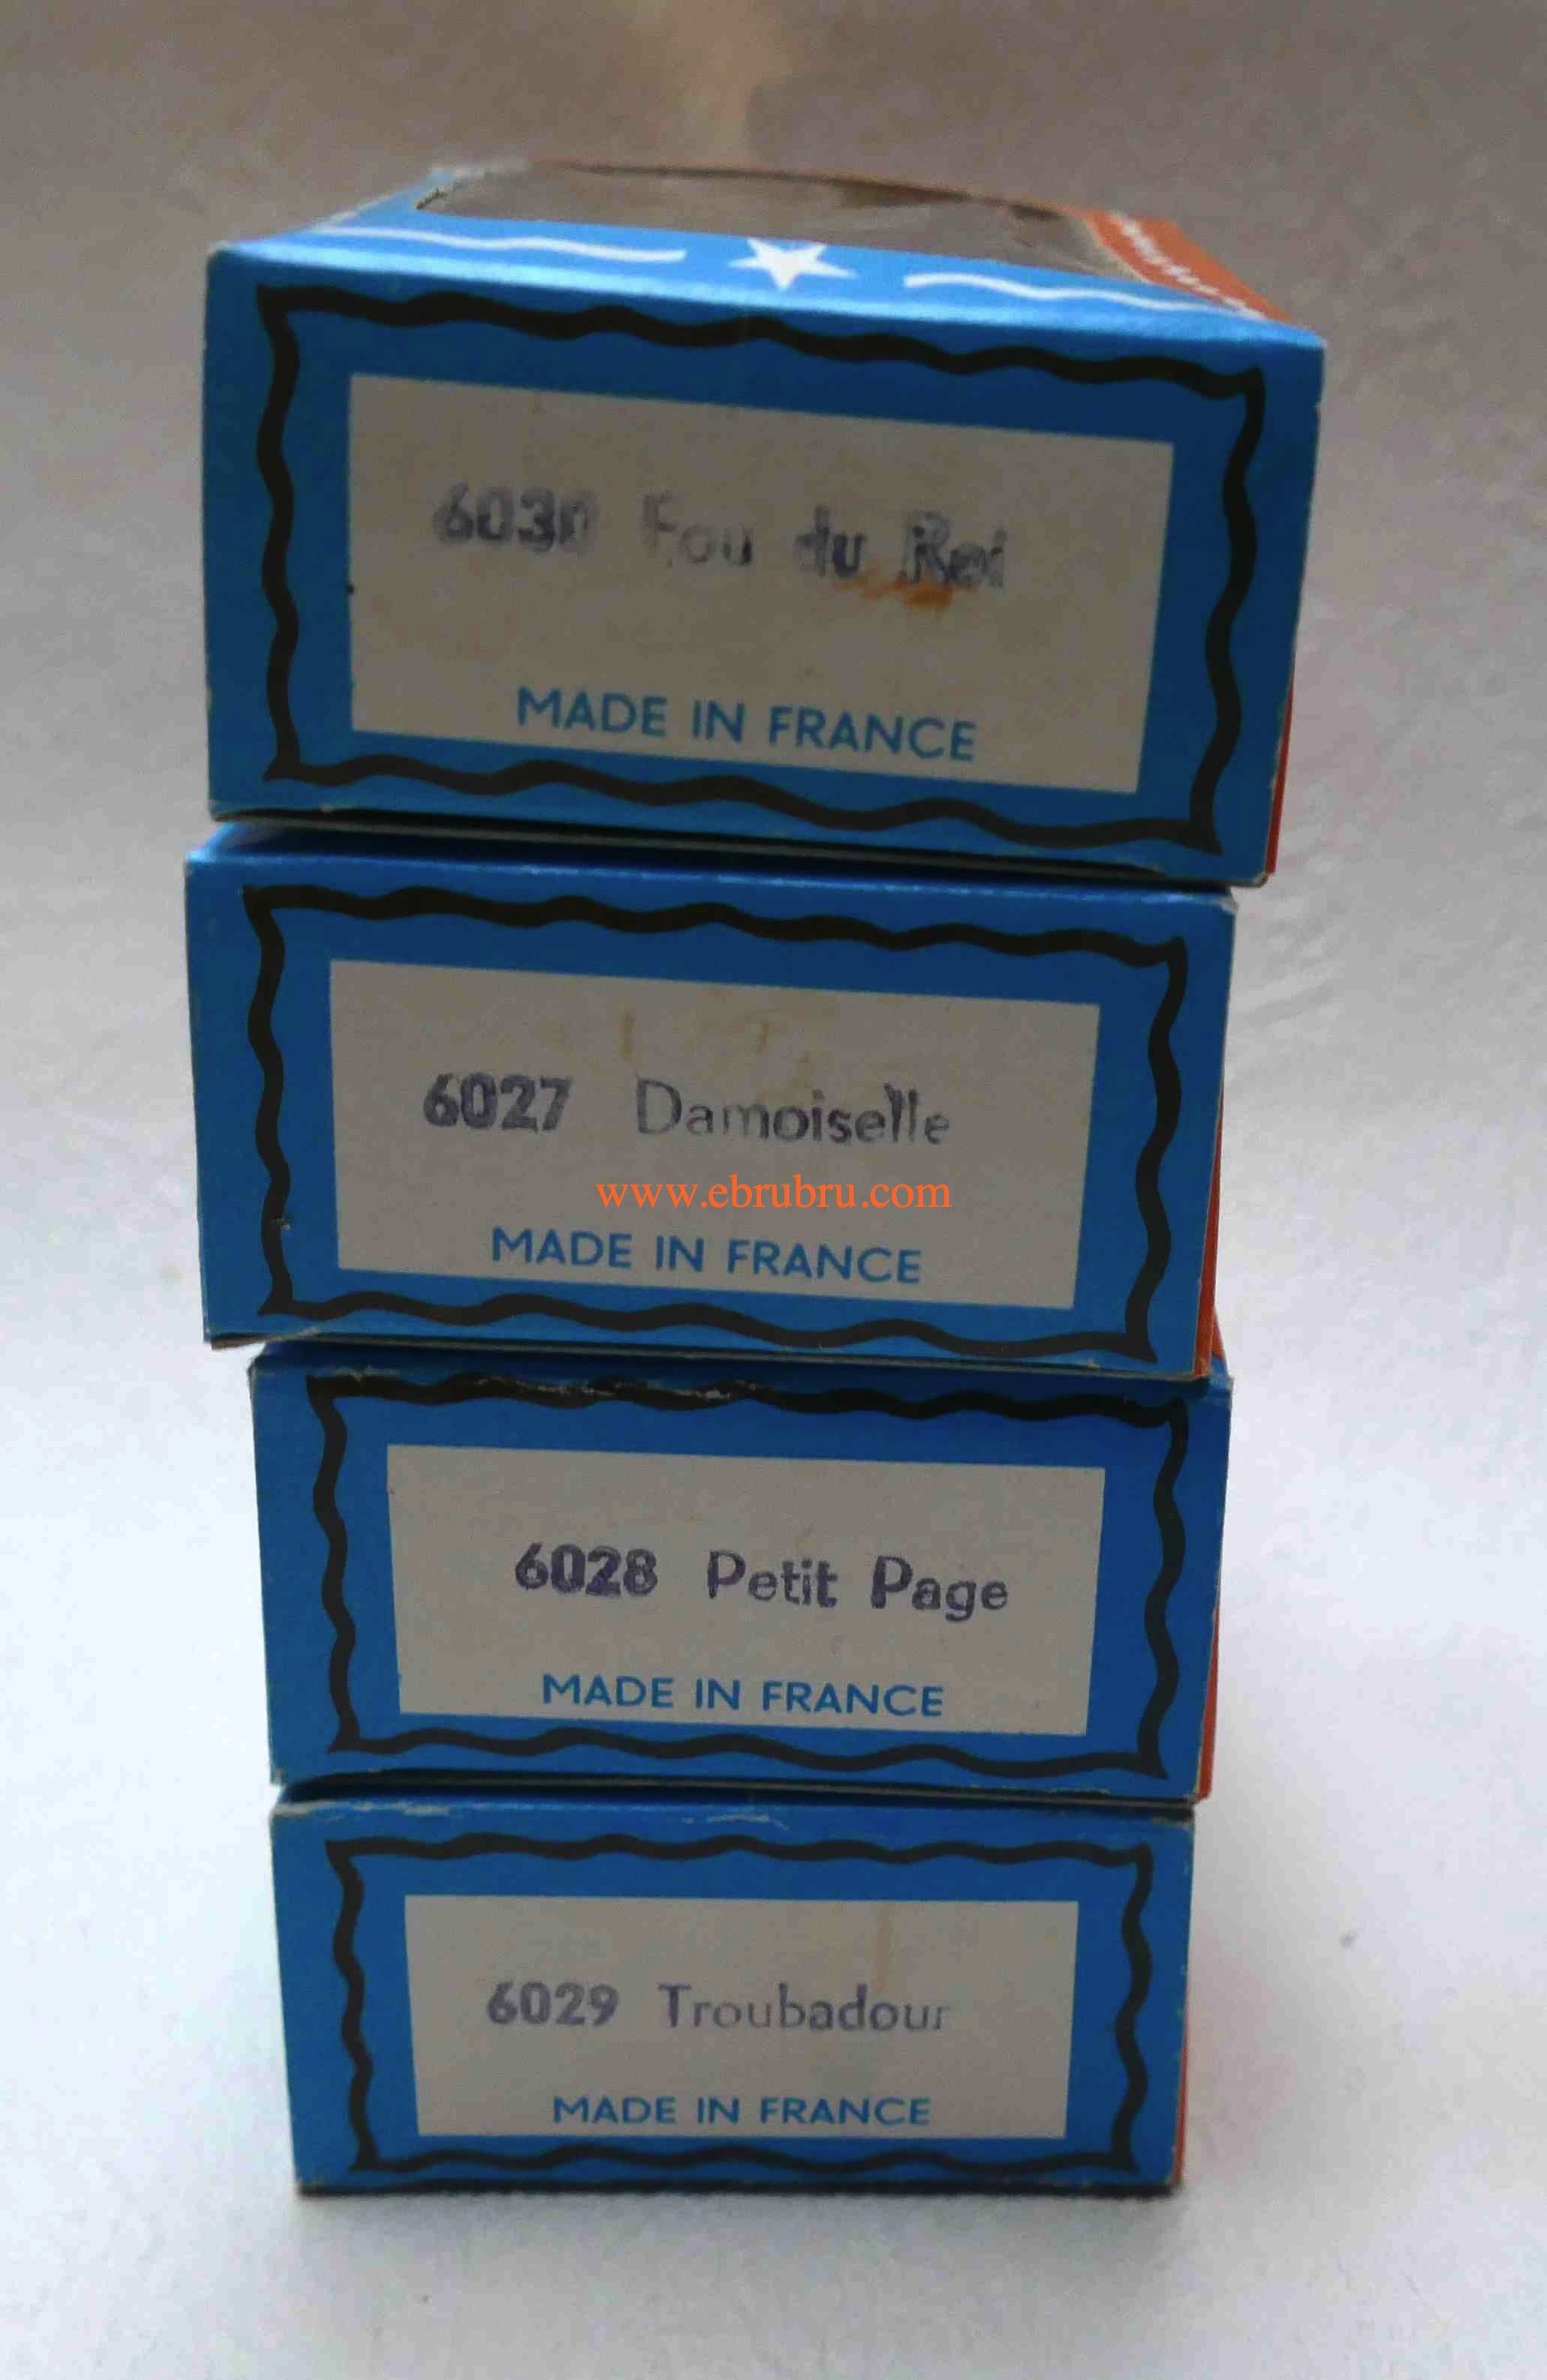 6030 Fou du Roi
MADE IN FRANCE
6027 Damoiselle
www.ebrubru.com
MADE IN FRANCE
6028 Petit Page
MADE IN FRANCE
6029 Troubadour
MADE IN FRANCE